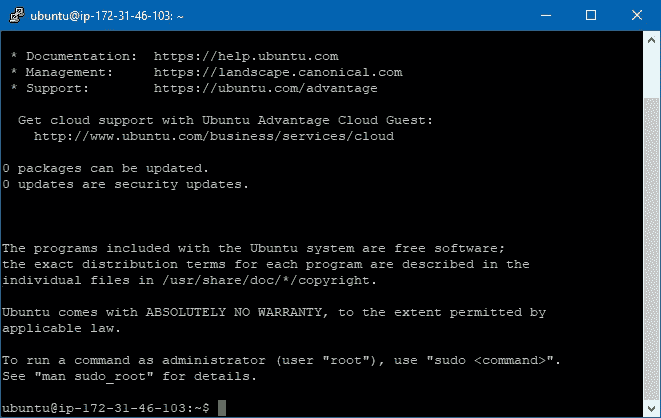 ubuntu@ip-172-31-46-103: ~
* Documentation:  https://help.ubuntu.com
* Management:     https://landscape.canonical.com
* Support:        https://ubuntu.com/advantage
Get cloud support with Ubuntu Advantage Cloud Guest:
http://www.ubuntu.com/business/services/cloud
0 packages can be updated.
0 updates are security updates.
The programs included with the Ubuntu system are free software;
the exact distribution terms for each program are described in the
individual files in /usr/share/doc/*/copyright.
Ubuntu comes with ABSOLUTELY NO WARRANTY, to the extent permitted by
applicable law.
To run a command as administrator (user "root"), use "sudo <command>".
See "man sudo_root" for details.
ubuntu@ip-172-31-46-103:~$